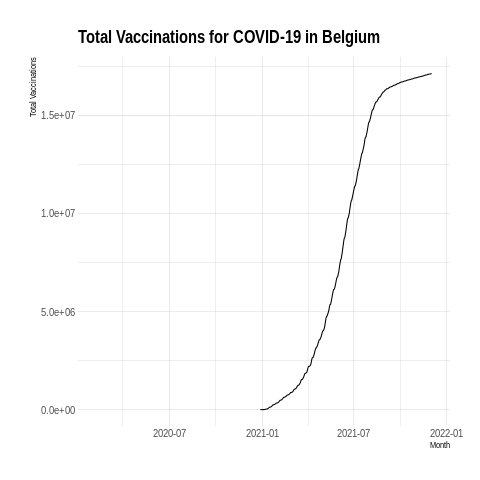 Total Vaccinations for COVID-19 in Belgium
Total Vaccinations
1.5e+07
1.0e+07
5.0e+06
0.0e+00
2020-07 2021-01 2021-07 2022-01
Month